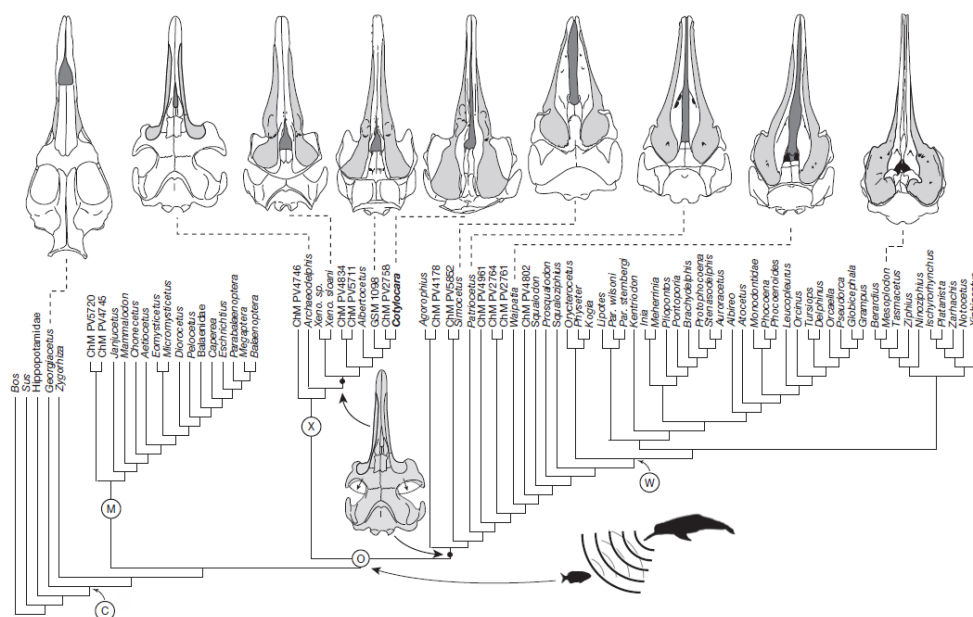 Bos
Sus
Hippopotamidae
Georgiacetus
Zygorhiza
ChM PV5720
ChM PV4745
Janjucetus
Mammalodon
Chonecetus
Aetiocetus
Eomysticetus
Micromysticetus
Diorocetus
Pelocetus
Balaenidae
Caperea
Eschrichtius
Parabalaenoptera
Megaptera
Balaenoptera
ChM PV4746
Archaeodelphis
Xeno. sp.
Xeno. sloani
ChM PV4834
ChM PV5711
Albertocetus
GSM 1098
ChM PV2758
Cotylocara
Agorophius
ChM PV4178
ChM PV5852
Simocetus
Patriocetus
ChM PV4961
ChM PV2764
ChM PV2761
Waipatia
ChM PV4802
Squalodon
Prosqualodon
Squaloziphius
Orycterocetus
Physeter
Kogia
Lipotes
Par. wilsoni
Par. sternbergi
Kentriodon
Inia
Meherrinia
Pliopontos
Pontoporia
Brachydelphis
Protophocoena
Stenasodelphis
Auroracetus
Albireo
Atocetus
Monodontidae
Phocoena
Phocoenoides
Hadrodelphis
Orcinus
Tursiops
Delphinus
Orcaella
Pseudorca
Globicephala
Grampus
Berardius
Mesoplodon
Tasmacetus
Ziphius
Ninoziphius
Ischyrorhynchus
Platanista
Zarhachis
Notocetus
X
M
W
O
C